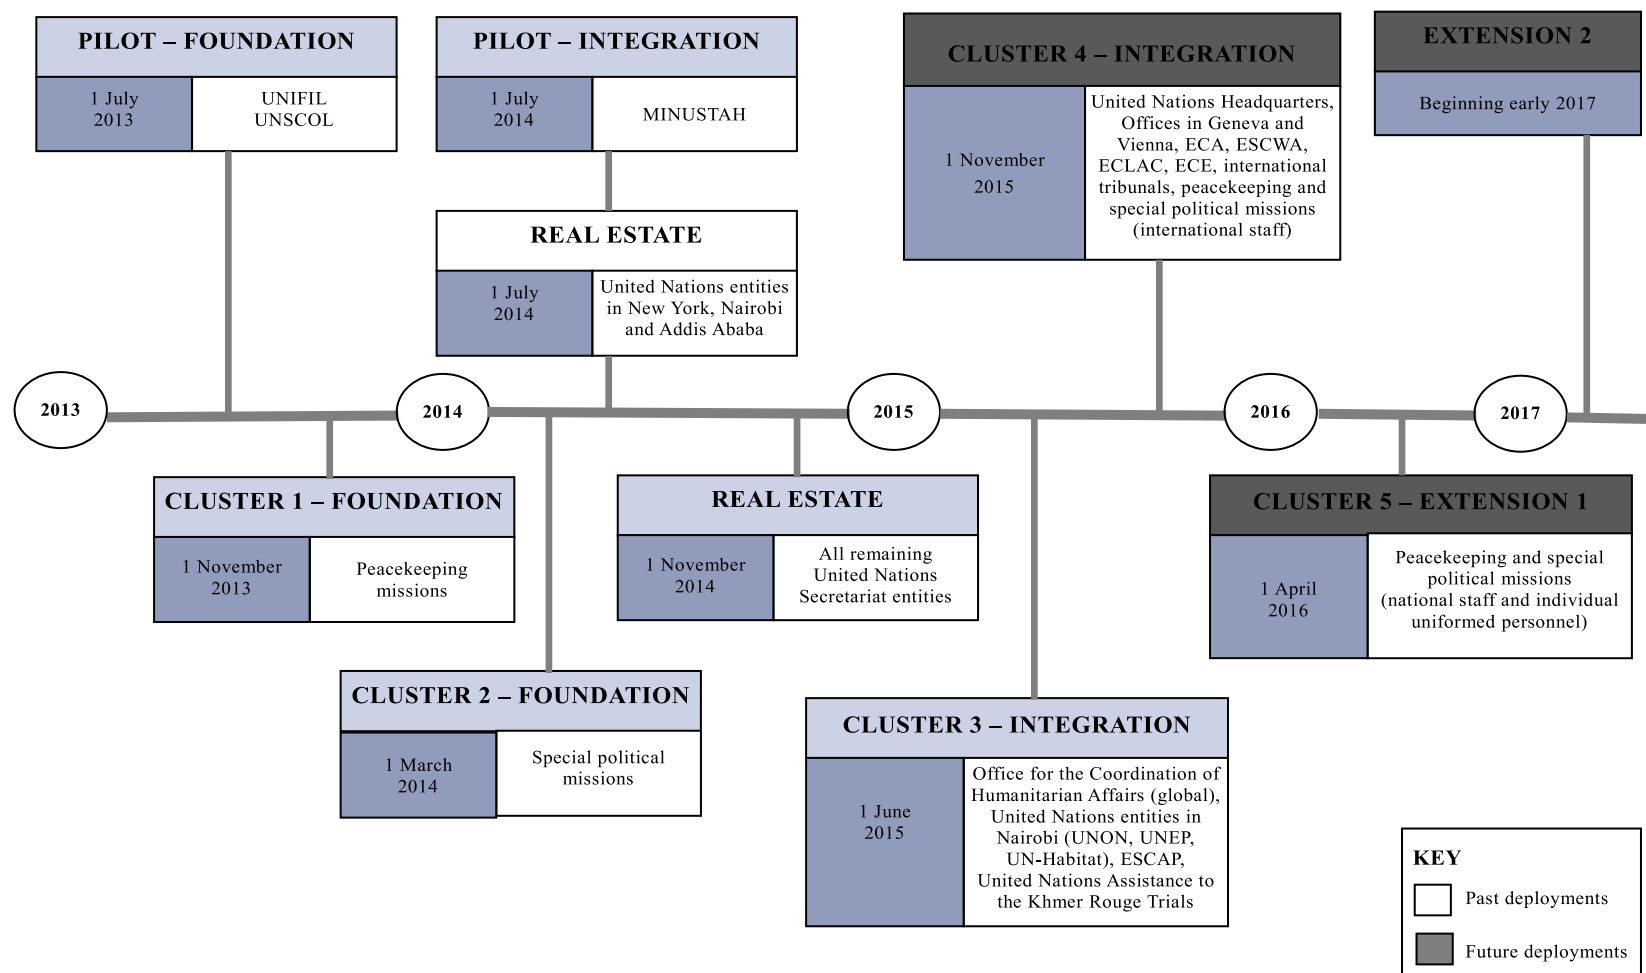 PILOT – FOUNDATION
1 July
2013
UNIFIL
UNSCOL
PILOT – INTEGRATION
1 July
2014
MINUSTAH
REAL ESTATE
1 July
2014
United Nations entities
in New York, Nairobi
and Addis Ababa
CLUSTER 4 – INTEGRATION
1 November
2015
United Nations Headquarters,
Offices in Geneva and
Vienna, ECA, ESCWA,
ECLAC, ECE, international
tribunals, peacekeeping and
special political missions
(international staff)
EXTENSION 2
Beginning early 2017
2013
2014
2015
2016
2017
CLUSTER 1 – FOUNDATION
1 November
2013
Peacekeeping
missions
REAL ESTATE
1 November
2014
All remaining
United Nations
Secretariat entities
CLUSTER 5 – EXTENSION 1
1 April
2016
Peacekeeping and special
political missions
(national staff and individual
uniformed personnel)
CLUSTER 2 – FOUNDATION
1 March
2014
Special political
missions
CLUSTER 3 – INTEGRATION
1 June
2015
Office for the Coordination of
Humanitarian Affairs (global),
United Nations entities in
Nairobi (UNON, UNEP,
UN-Habitat), ESCAP,
United Nations Assistance to
the Khmer Rouge Trials
KEY
Past deployments
Future deployments